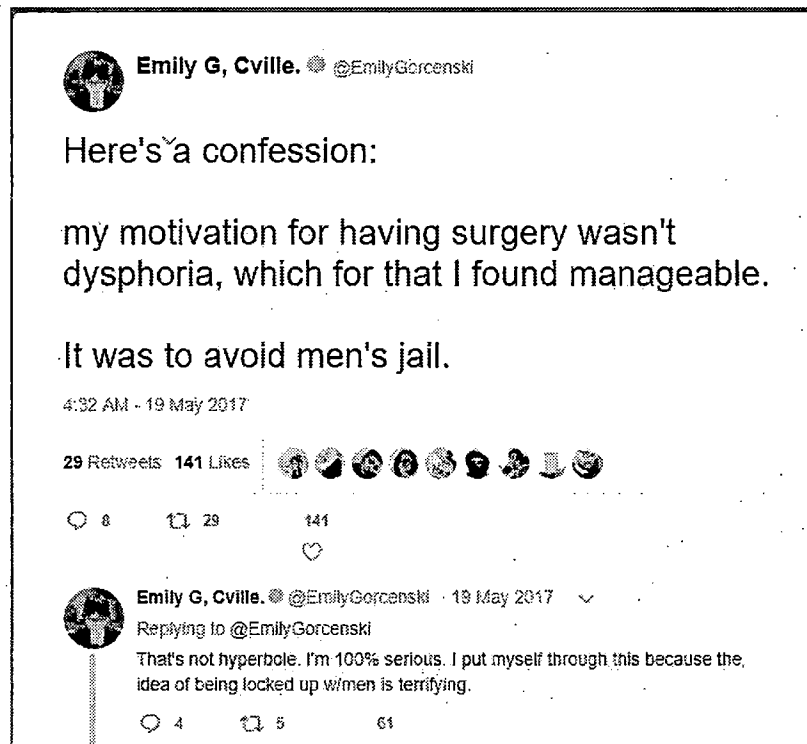 Emily G, Cville. @EmilyGorcenski
Here's a confession:
my motivation for having surgery wasn't
dysphoria, which for that I found manageable.
It was to avoid men's jail.
4:32 AM - 19 May 2017
29 Retweets 141 Likes
8 29 141
Emily G, Cville. @EmilyGorcenski · 19 May 2017
Replying to @EmilyGorcenski
That's not hyperbole. I'm 100% serious. I put myself through this because the
idea of being locked up w/men is terrifying.
4 5 61